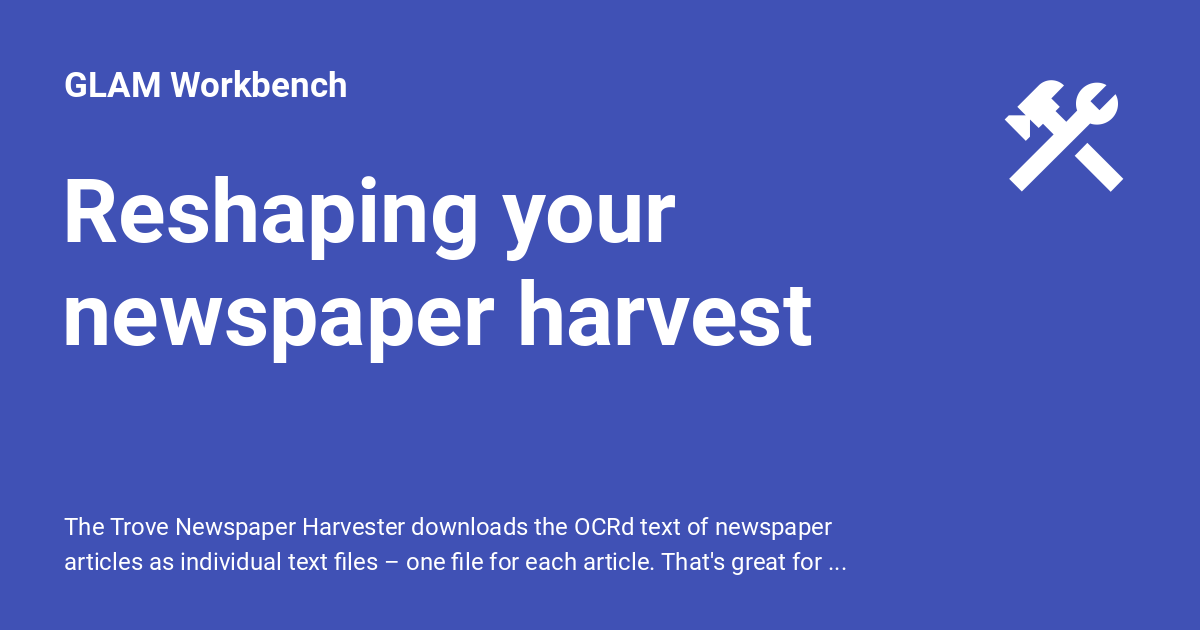 GLAM Workbench
Reshaping your
newspaper harvest
The Trove Newspaper Harvester downloads the OCRd text of newspaper
articles as individual text files – one file for each article. That's great for ...